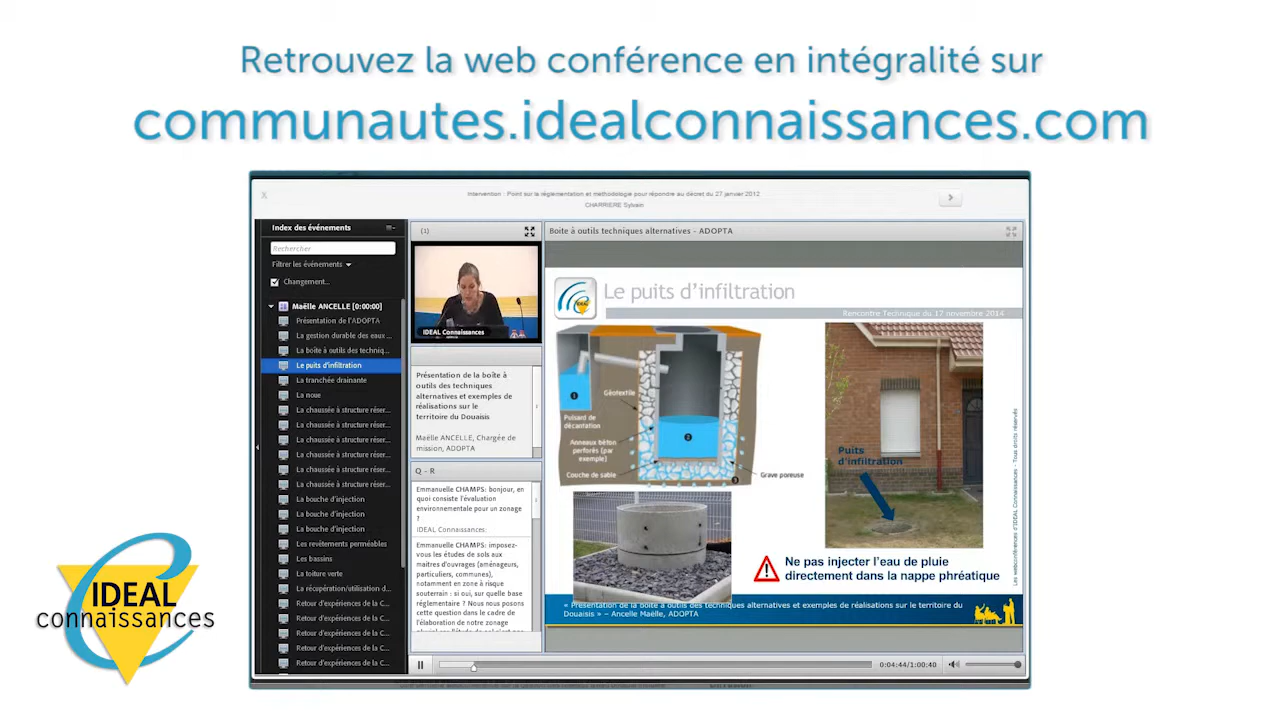 Retrouvez la web conférence en intégralité sur
communautes.idealconnaissances.com
X
Intervention : Point sur la réglementation et méthodologie pour répondre au décret du 27 janvier 2012
CHARRIERE Sylvain
Index des événements
Rechercher
Filtrer les événements
Changement...
Maëlle ANCELLE [0:00:00]
Présentation de l'ADOPTA
La gestion durable des eaux ...
La boîte à outils des techniq...
Le puits d'infiltration
La tranchée drainante
La noue
La chaussée à structure réser...
La chaussée à structure réser...
La chaussée à structure réser...
La chaussée à structure réser...
La chaussée à structure réser...
La chaussée à structure réser...
La bouche d'injection
La bouche d'injection
La bouche d'injection
Les revêtements perméables
Les bassins
La toiture verte
La récupération/utilisation d...
Retour d'expériences de la C...
Retour d'expériences de la C...
Retour d'expériences de la C...
Retour d'expériences de la C...
Retour d'expériences de la C...
(1)
IDEAL Connaissances
Présentation de la boîte à
outils des techniques
alternatives et exemples de
réalisations sur le
territoire du Douaisis
Maëlle ANCELLE, Chargée de
mission, ADOPTA
Q - R
Emmanuelle CHAMPS: bonjour, en
quoi consiste l'évaluation
environnementale pour un zonage
?
IDEAL Connaissances:
Emmanuelle CHAMPS: imposez-
vous les études de sols aux
maitres d'ouvrages (aménageurs,
particuliers, communes),
notamment en zone à risque
souterrain : si oui, sur quelle base
réglementaire ? Nous nous posons
cette question dans le cadre de
l'élaboration de notre zonage
Boite à outils techniques alternatives - ADOPTA
IDEAL
Le puits d'infiltration
Rencontre Technique du 17 novembre 2014
1
Puisard de
décantation
Géotextile
2
Anneaux béton
perforés (par
exemple)
Couche de sable
3
Grave poreuse
Puits
d'infiltration
Ne pas injecter l'eau de pluie
directement dans la nappe phréatique
Les webconférences d'IDEAL Connaissances - Tous droits réservés
« Présentation de la boîte à outils des techniques alternatives et exemples de réalisations sur le territoire du
Douaisis » – Ancelle Maëlle, ADOPTA
0:04:44/1:00:40
IDEAL
connaissances